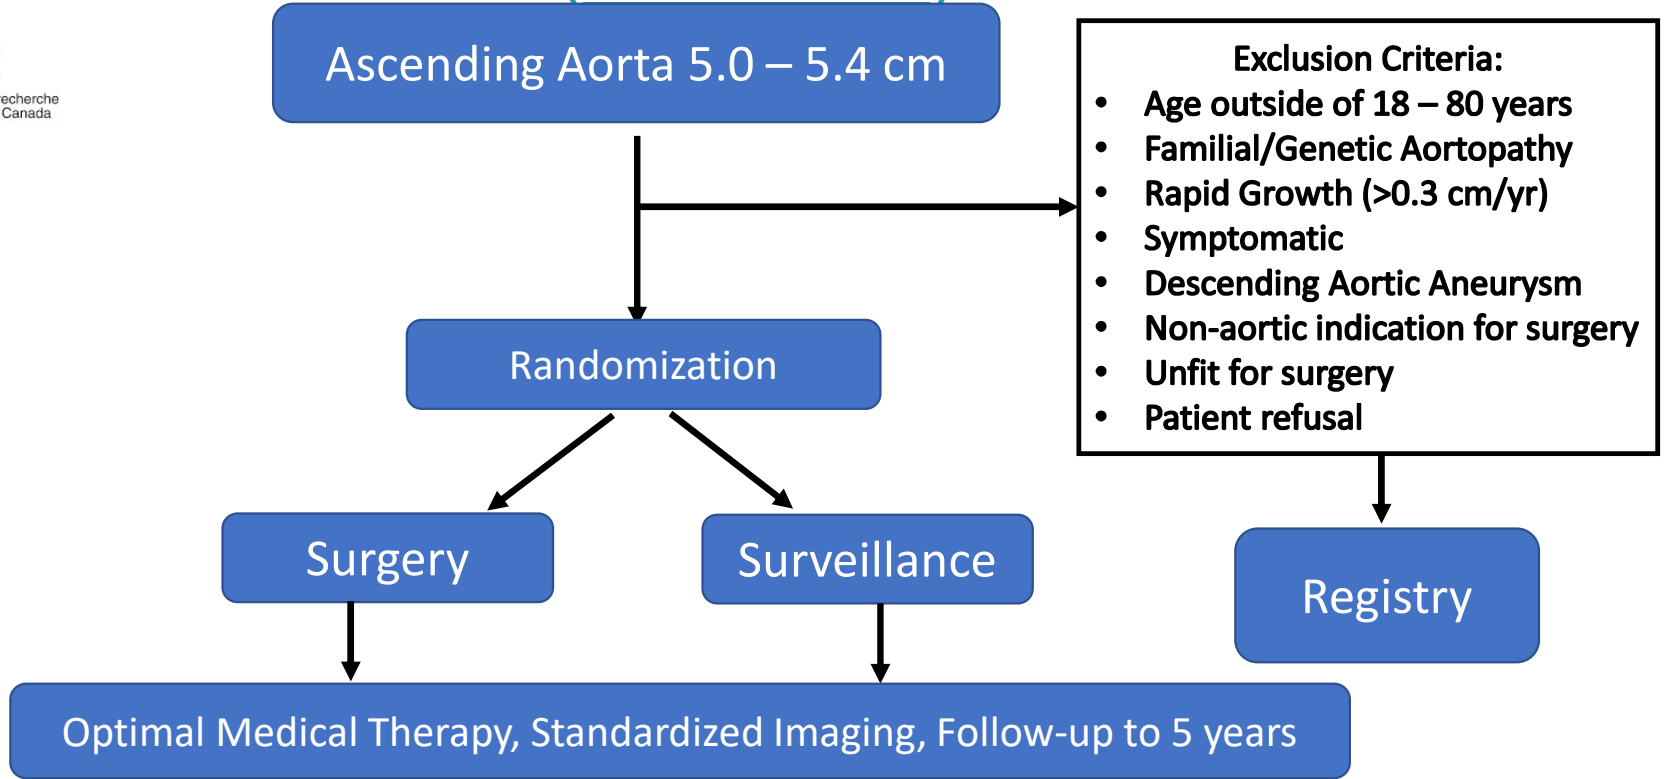 echerche
Canada
Ascending Aorta 5.0 – 5.4 cm
Exclusion Criteria:
• Age outside of 18 – 80 years
• Familial/Genetic Aortopathy
• Rapid Growth (>0.3 cm/yr)
• Symptomatic
• Descending Aortic Aneurysm
• Non-aortic indication for surgery
• Unfit for surgery
• Patient refusal
Randomization
Surgery
Surveillance
Registry
Optimal Medical Therapy, Standardized Imaging, Follow-up to 5 years